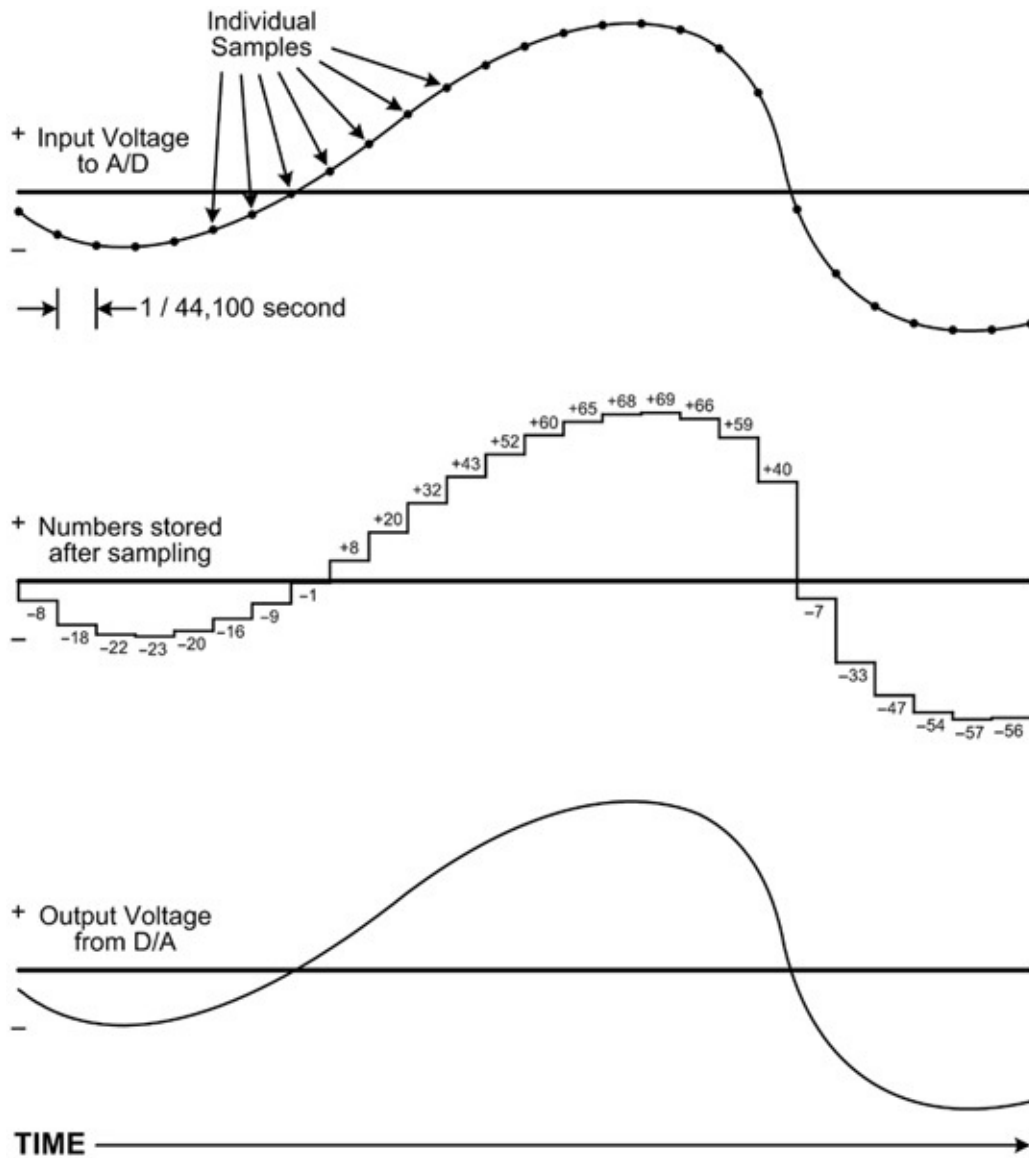 Individual
Samples
+ Input Voltage
to A/D
–
1 / 44,100 second
+68 +69
+65 +66
+60 +59
+52
+43 +40
+32
+ Numbers stored
after sampling
+20
+8
–
–8
–18
–22 –23 –20
–16
–9
–1
–7
–33
–47
–54 –57 –56
+ Output Voltage
from D/A
–
TIME